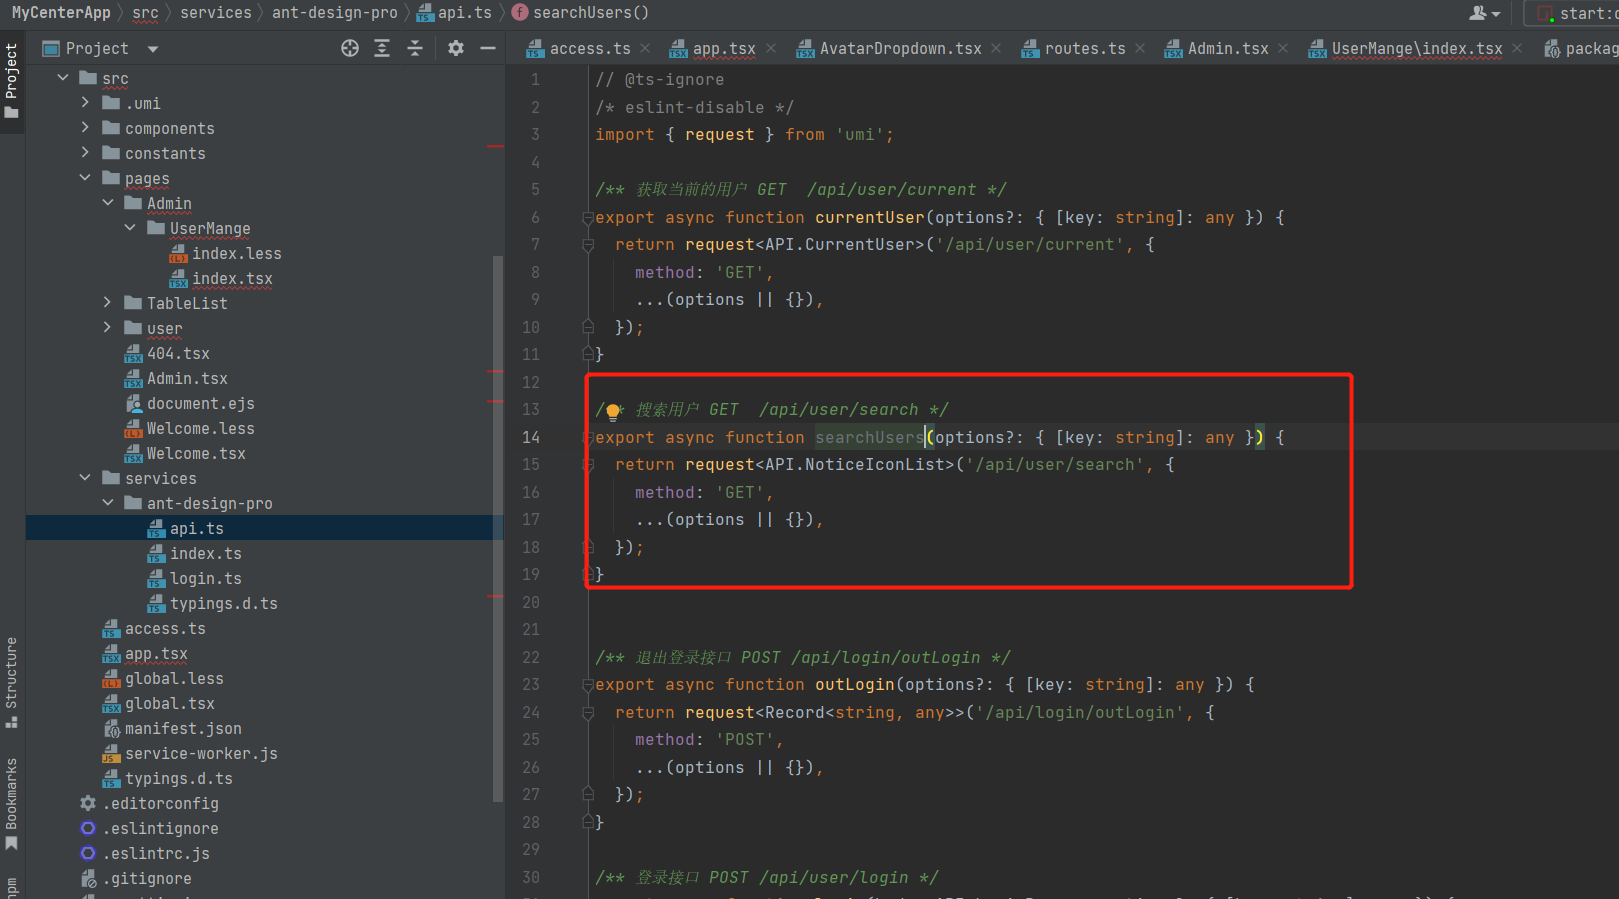 MyCenterApp src services ant-design-pro api.ts searchUsers()
start:
Project
access.ts app.tsx AvatarDropdown.tsx routes.ts Admin.tsx UserMange\index.tsx packag
Project
Structure
Bookmarks
npm
src
.umi
components
constants
pages
Admin
UserMange
index.less
index.tsx
TableList
user
404.tsx
Admin.tsx
document.ejs
Welcome.less
Welcome.tsx
services
ant-design-pro
api.ts
index.ts
login.ts
typings.d.ts
access.ts
app.tsx
global.less
global.tsx
manifest.json
service-worker.js
typings.d.ts
.editorconfig
.eslintignore
.eslintrc.js
.gitignore
1 // @ts-ignore
2 /* eslint-disable */
3 import { request } from 'umi';
4
5 /** 获取当前的用户 GET  /api/user/current */
6 export async function currentUser(options?: { [key: string]: any }) {
7 return request<API.CurrentUser>('/api/user/current', {
8 method: 'GET',
9 ...(options || {}),
10 });
11 }
12
13 /** 搜索用户 GET  /api/user/search */
14 export async function searchUsers(options?: { [key: string]: any }) {
15 return request<API.NoticeIconList>('/api/user/search', {
16 method: 'GET',
17 ...(options || {}),
18 });
19 }
20
21
22 /** 退出登录接口 POST /api/login/outLogin */
23 export async function outLogin(options?: { [key: string]: any }) {
24 return request<Record<string, any>>('/api/login/outLogin', {
25 method: 'POST',
26 ...(options || {}),
27 });
28 }
29
30 /** 登录接口 POST /api/user/login */